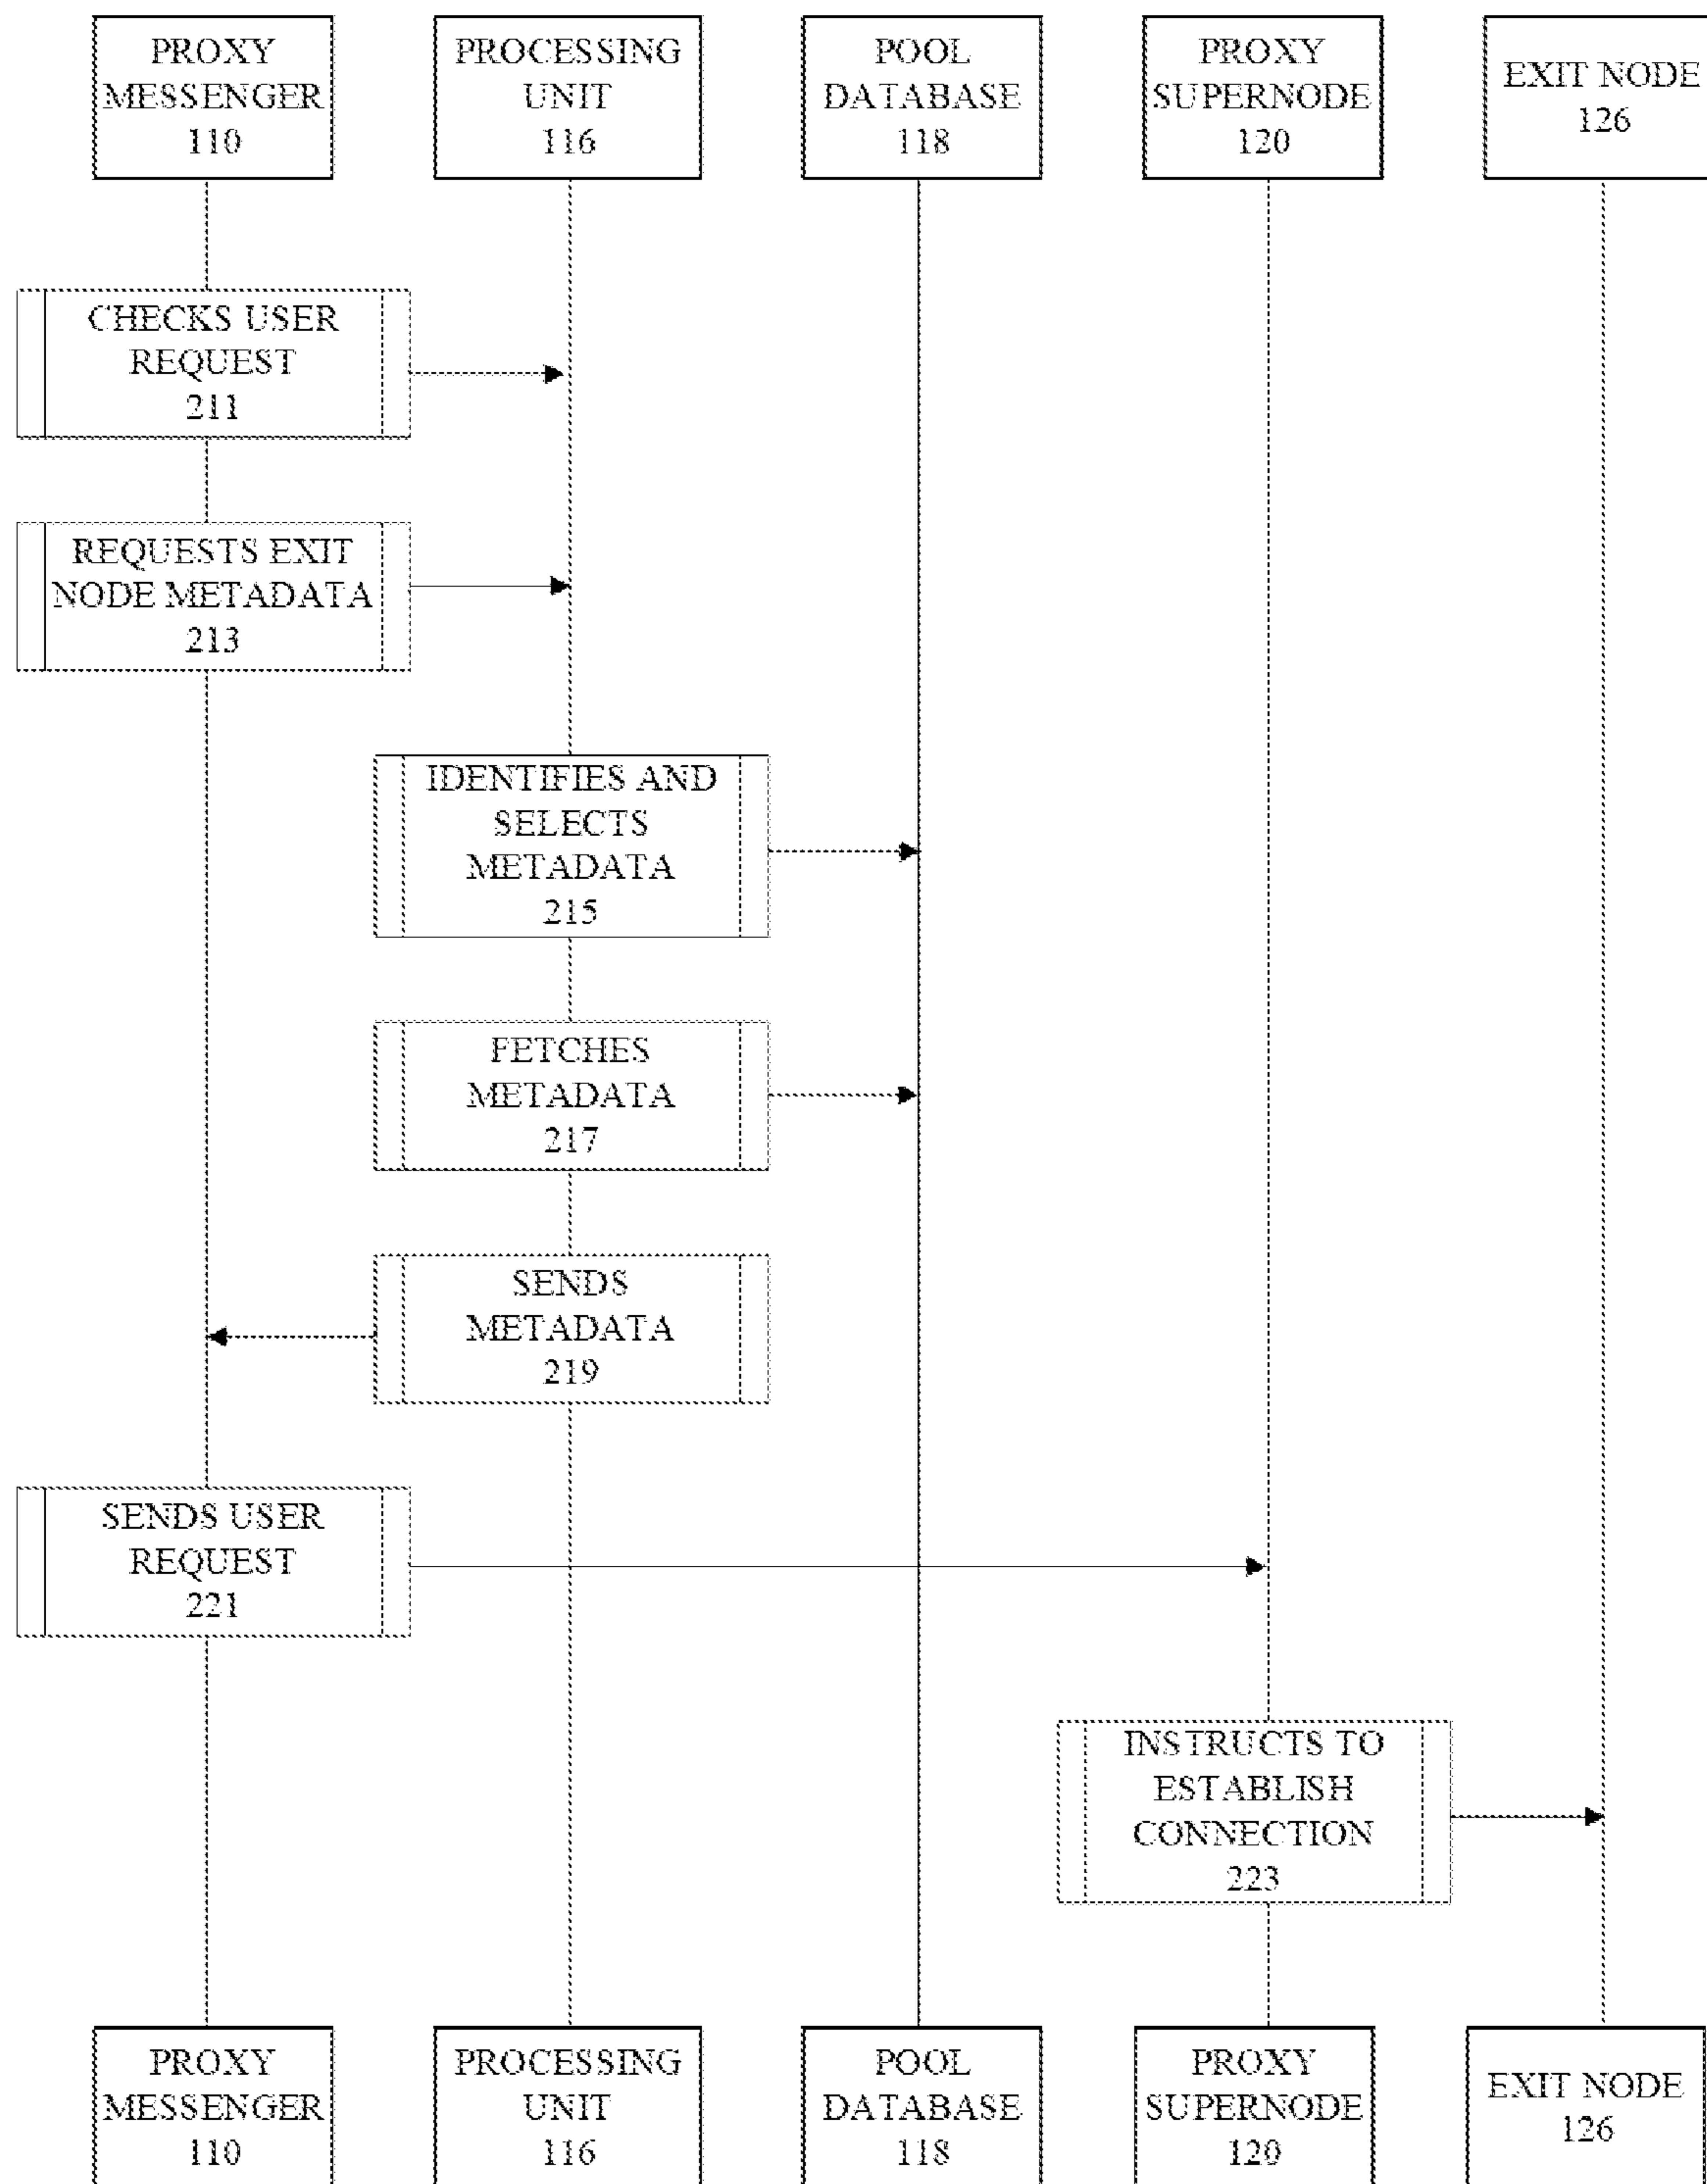 PROXY
MESSENGER
110
PROCESSING
UNIT
116
POOL
DATABASE
118
PROXY
SUPERNODE
120
EXIT NODE
126
CHECKS USER
REQUEST
211
REQUESTS EXIT
NODE METADATA
213
IDENTIFIES AND
SELECTS
METADATA
215
FETCHES
METADATA
217
SENDS
METADATA
219
SENDS USER
REQUEST
221
INSTRUCTS TO
ESTABLISH
CONNECTION
223
PROXY
MESSENGER
110
PROCESSING
UNIT
116
POOL
DATABASE
118
PROXY
SUPERNODE
120
EXIT NODE
126